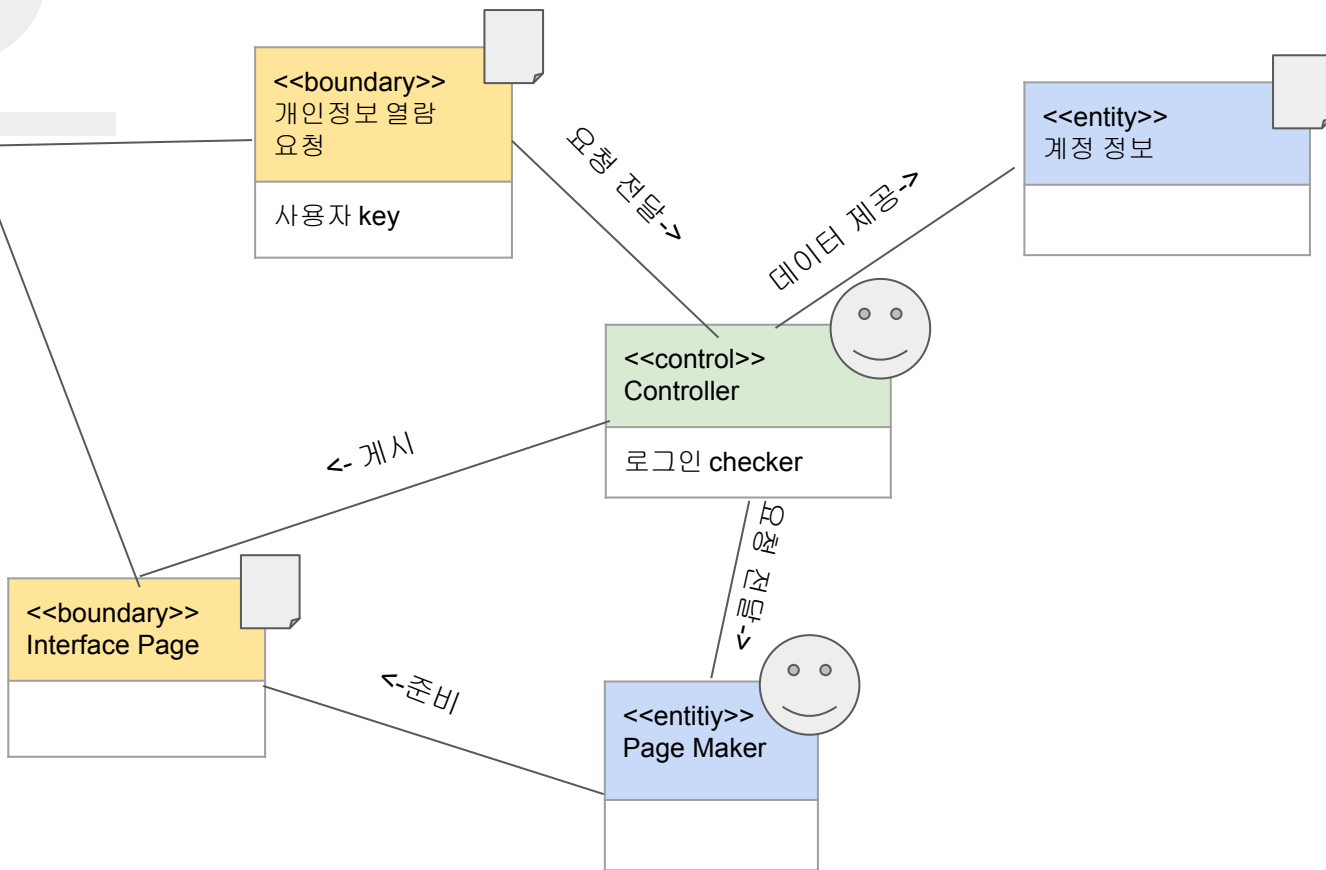 <<boundary>>
개인정보 열람
요청
사용자 key
<<entity>>
계정 정보
요청 전달->
데이터 제공->
<<control>>
Controller
로그인 checker
<- 게시
요청 전달->
<<boundary>>
Interface Page
<-준비
<<entitiy>>
Page Maker